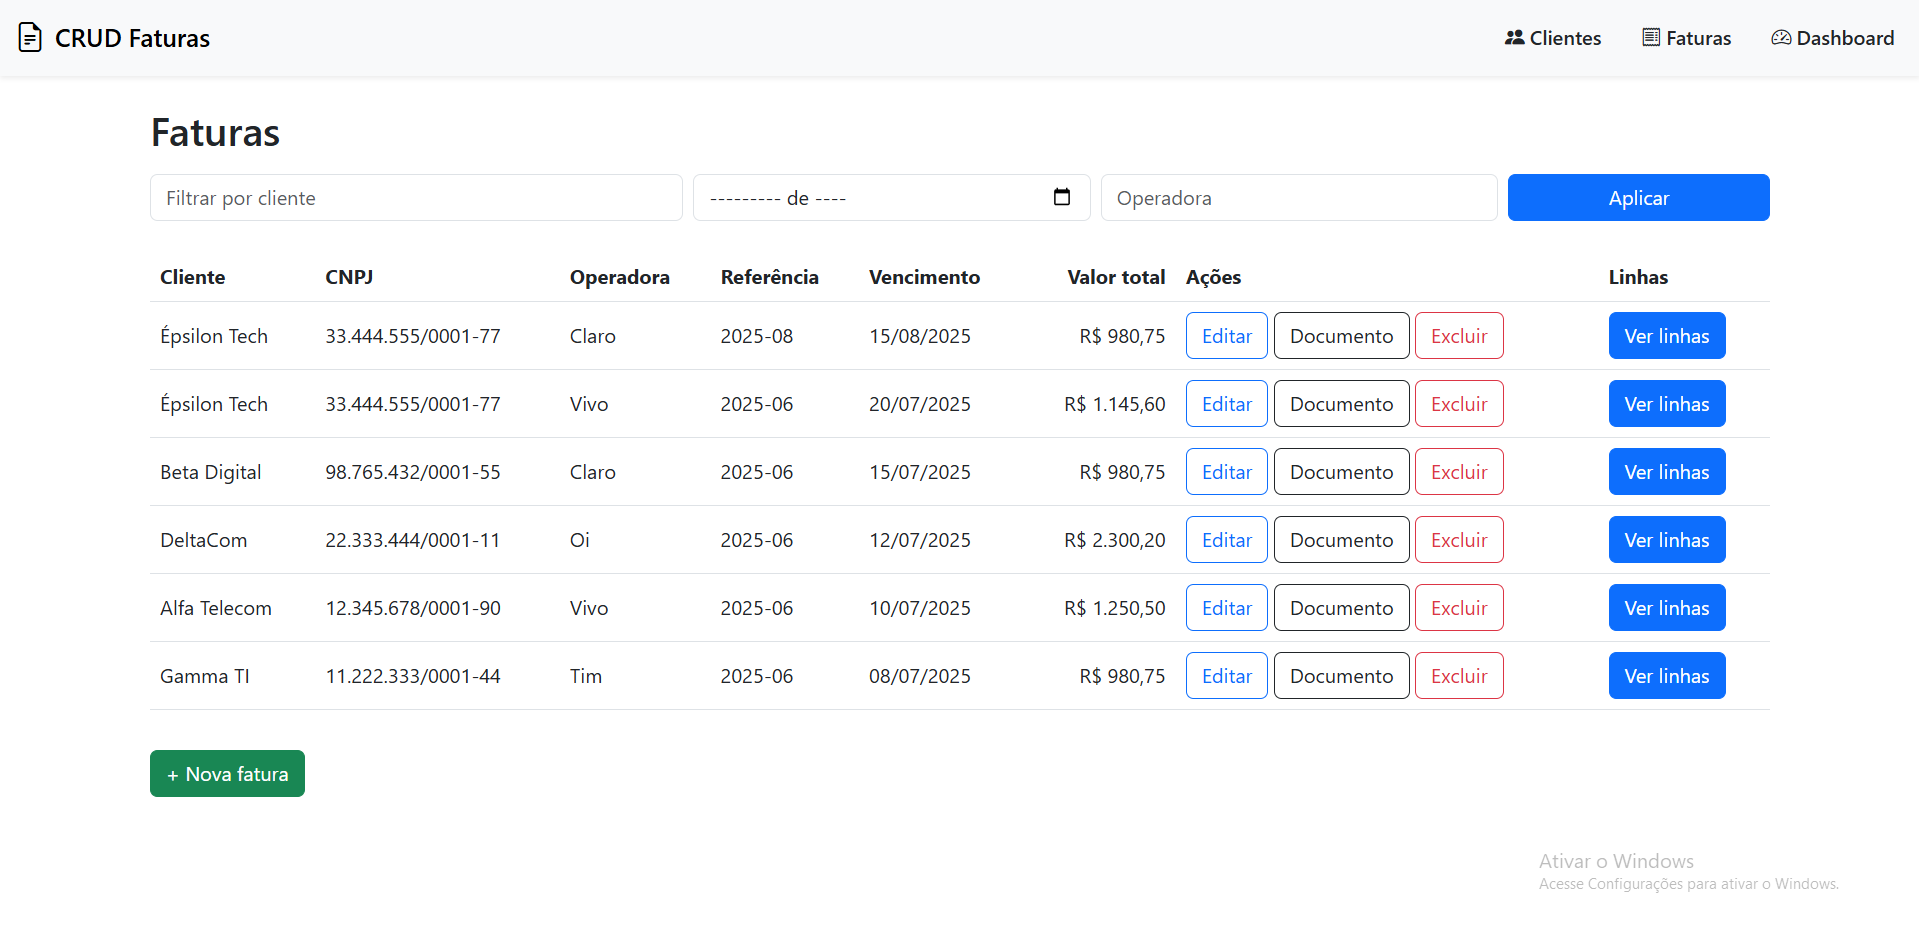 CRUD Faturas Clientes Faturas Dashboard
Faturas
Filtrar por cliente --------- de ---- Operadora Aplicar
Cliente CNPJ Operadora Referência Vencimento Valor total Ações Linhas
Épsilon Tech 33.444.555/0001-77 Claro 2025-08 15/08/2025 R$ 980,75 Editar Documento Excluir Ver linhas
Épsilon Tech 33.444.555/0001-77 Vivo 2025-06 20/07/2025 R$ 1.145,60 Editar Documento Excluir Ver linhas
Beta Digital 98.765.432/0001-55 Claro 2025-06 15/07/2025 R$ 980,75 Editar Documento Excluir Ver linhas
DeltaCom 22.333.444/0001-11 Oi 2025-06 12/07/2025 R$ 2.300,20 Editar Documento Excluir Ver linhas
Alfa Telecom 12.345.678/0001-90 Vivo 2025-06 10/07/2025 R$ 1.250,50 Editar Documento Excluir Ver linhas
Gamma TI 11.222.333/0001-44 Tim 2025-06 08/07/2025 R$ 980,75 Editar Documento Excluir Ver linhas
+ Nova fatura
Ativar o Windows
Acesse Configurações para ativar o Windows.